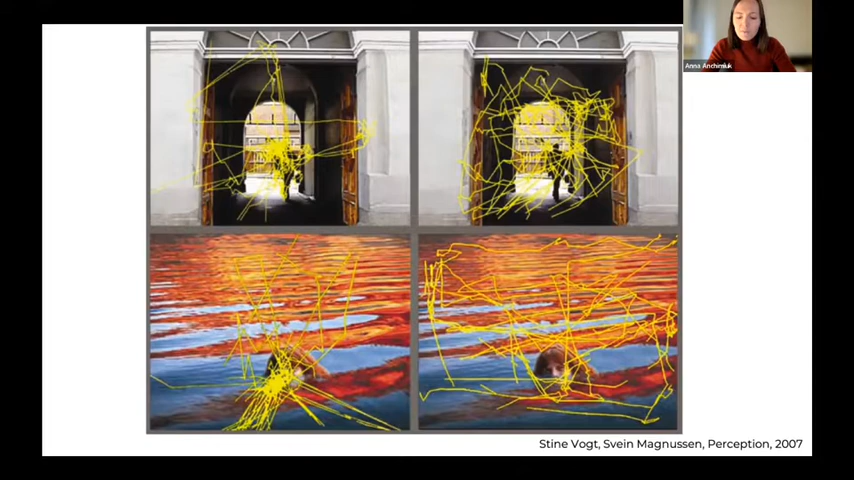 Anna Anchimiuk
Stine Vogt, Svein Magnussen, Perception, 2007